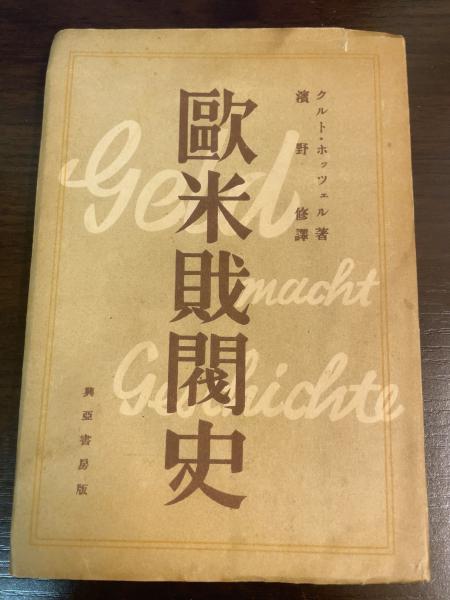 クルト・ホッツェル著
濱野修譯
歐米財閥史
Geld
macht
Geschichte
興亞書房版